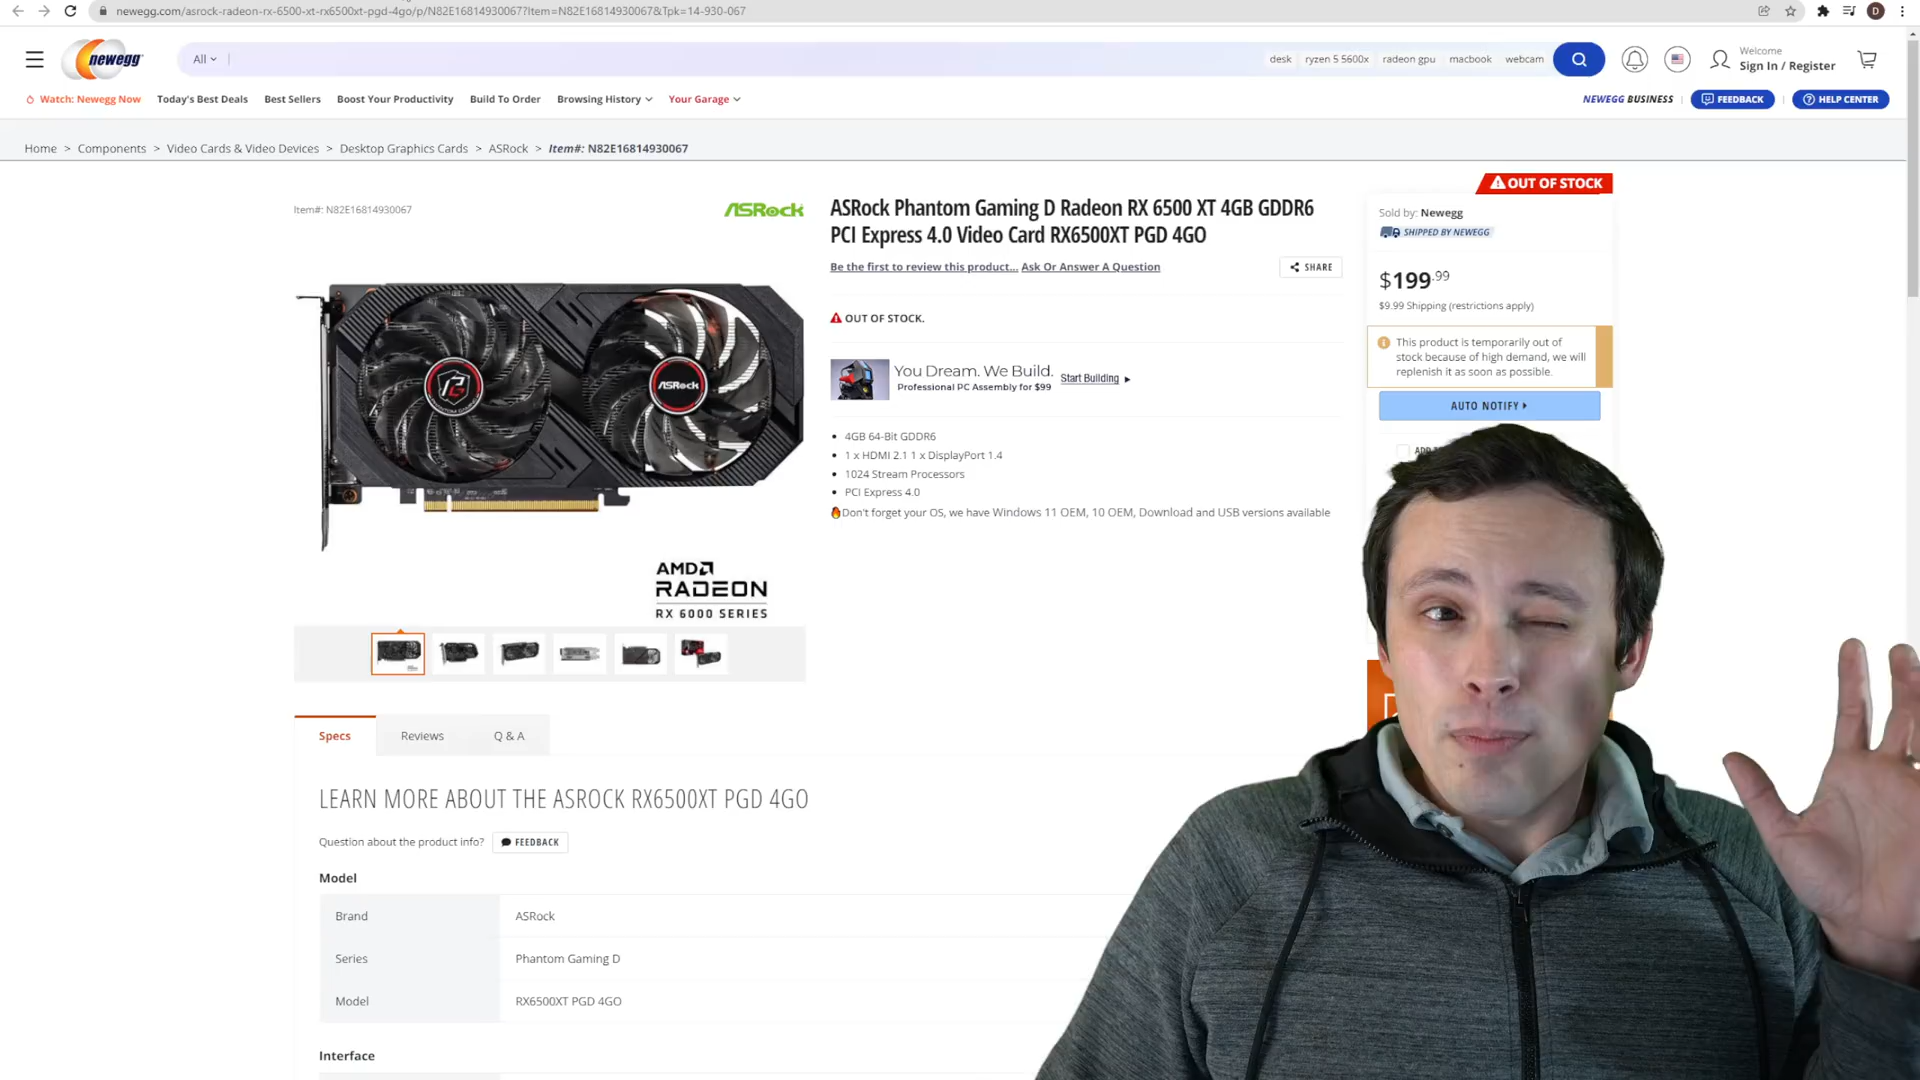 newegg.com/asrock-radeon-rx-6500-xt-rx6500xt-pgd-4go/p/N82E16814930067?Item=N82E16814930067&Tpk=14-930-067
D
newegg
All
desk ryzen 5 5600x radeon gpu macbook webcam
Welcome
Sign In / Register
Watch: Newegg Now Today's Best Deals Best Sellers Boost Your Productivity Build To Order Browsing History Your Garage
NEWEGG BUSINESS FEEDBACK HELP CENTER
Home > Components > Video Cards & Video Devices > Desktop Graphics Cards > ASRock > Item#: N82E16814930067
OUT OF STOCK
Item#: N82E16814930067
ASRock
ASRock Phantom Gaming D Radeon RX 6500 XT 4GB GDDR6
PCI Express 4.0 Video Card RX6500XT PGD 4GO
Be the first to review this product... Ask Or Answer A Question
SHARE
Sold by: Newegg
SHIPPED BY NEWEGG
$199.99
$9.99 Shipping (restrictions apply)
OUT OF STOCK.
This product is temporarily out of
stock because of high demand, we will
replenish it as soon as possible.
AUTO NOTIFY
You Dream. We Build.
Professional PC Assembly for $99
Start Building
4GB 64-Bit GDDR6
1 x HDMI 2.1 1 x DisplayPort 1.4
1024 Stream Processors
PCI Express 4.0
Don't forget your OS, we have Windows 11 OEM, 10 OEM, Download and USB versions available
PHANTOM GAMING
ASRock
AMD
RADEON
RX 6000 SERIES
Specs Reviews Q & A
LEARN MORE ABOUT THE ASROCK RX6500XT PGD 4GO
Question about the product info? FEEDBACK
Model
Brand ASRock
Series Phantom Gaming D
Model RX6500XT PGD 4GO
Interface